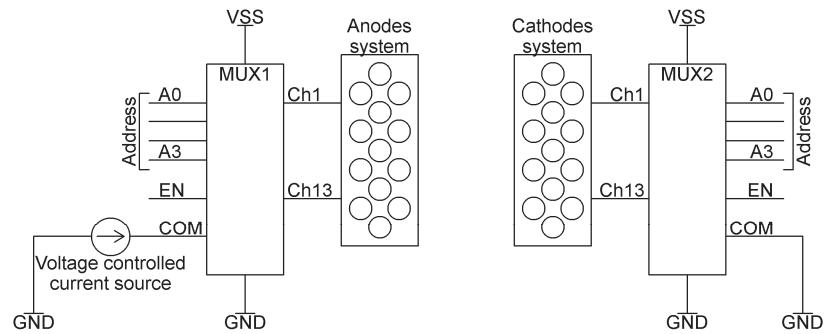 VSS
Anodes
system
MUX1
A0
Ch1
Address
A3
EN
Ch13
COM
Voltage controlled
current source
GND
GND
VSS
Cathodes
system
MUX2
Ch1
A0
Address
A3
Ch13
EN
COM
GND
GND